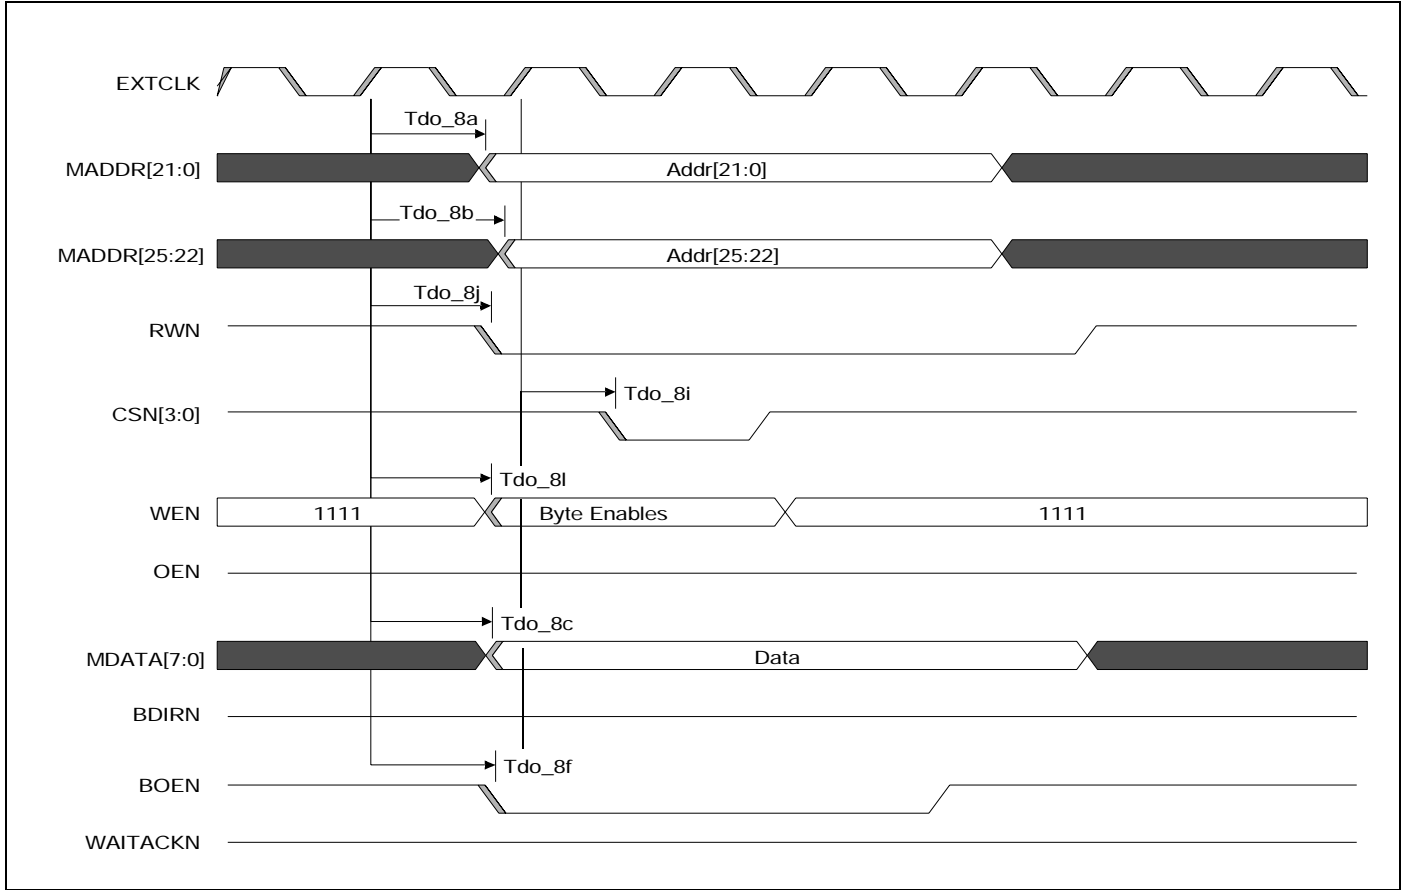 EXTCLK
Tdo_8a
MADDR[21:0]
Addr[21:0]
Tdo_8b
MADDR[25:22]
Addr[25:22]
Tdo_8j
RWN
Tdo_8i
CSN[3:0]
Tdo_8l
WEN
1111
Byte Enables
1111
OEN
Tdo_8c
MDATA[7:0]
Data
BDIRN
Tdo_8f
BOEN
WAITACKN